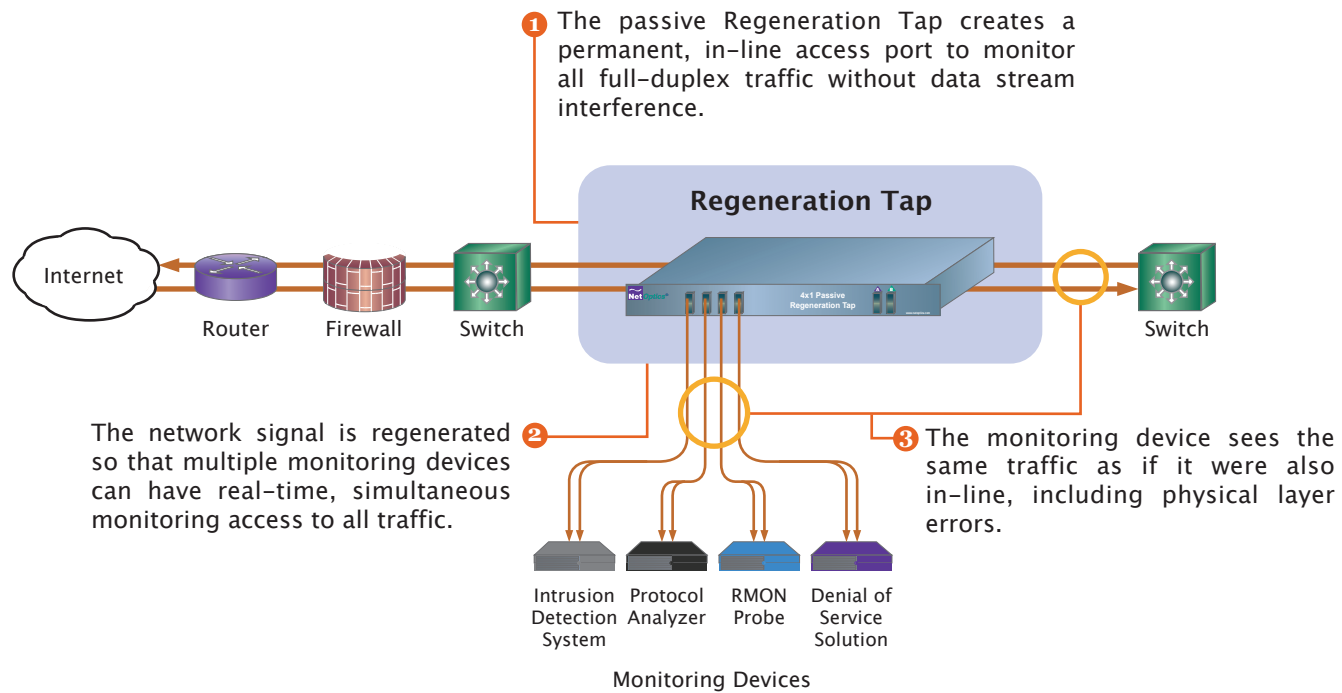 1 The passive Regeneration Tap creates a
permanent, in-line access port to monitor
all full-duplex traffic without data stream
interference.
Regeneration Tap
Internet
Router
Firewall
Switch
Net Optics®
4x1 Passive
Regeneration Tap
A B
Switch
The network signal is regenerated 2
so that multiple monitoring devices
can have real-time, simultaneous
monitoring access to all traffic.
3 The monitoring device sees the
same traffic as if it were also
in-line, including physical layer
errors.
Intrusion
Detection
System
Protocol
Analyzer
RMON
Probe
Denial of
Service
Solution
Monitoring Devices